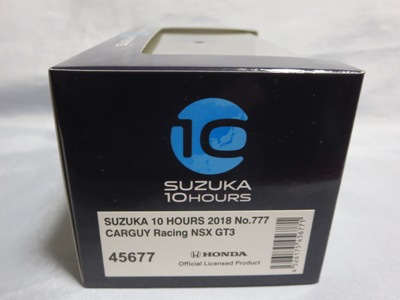 10
SUZUKA
10HOURS
SUZUKA 10 HOURS 2018 No.777
CARGUY Racing NSX GT3
45677
HONDA
Official Licensed Product